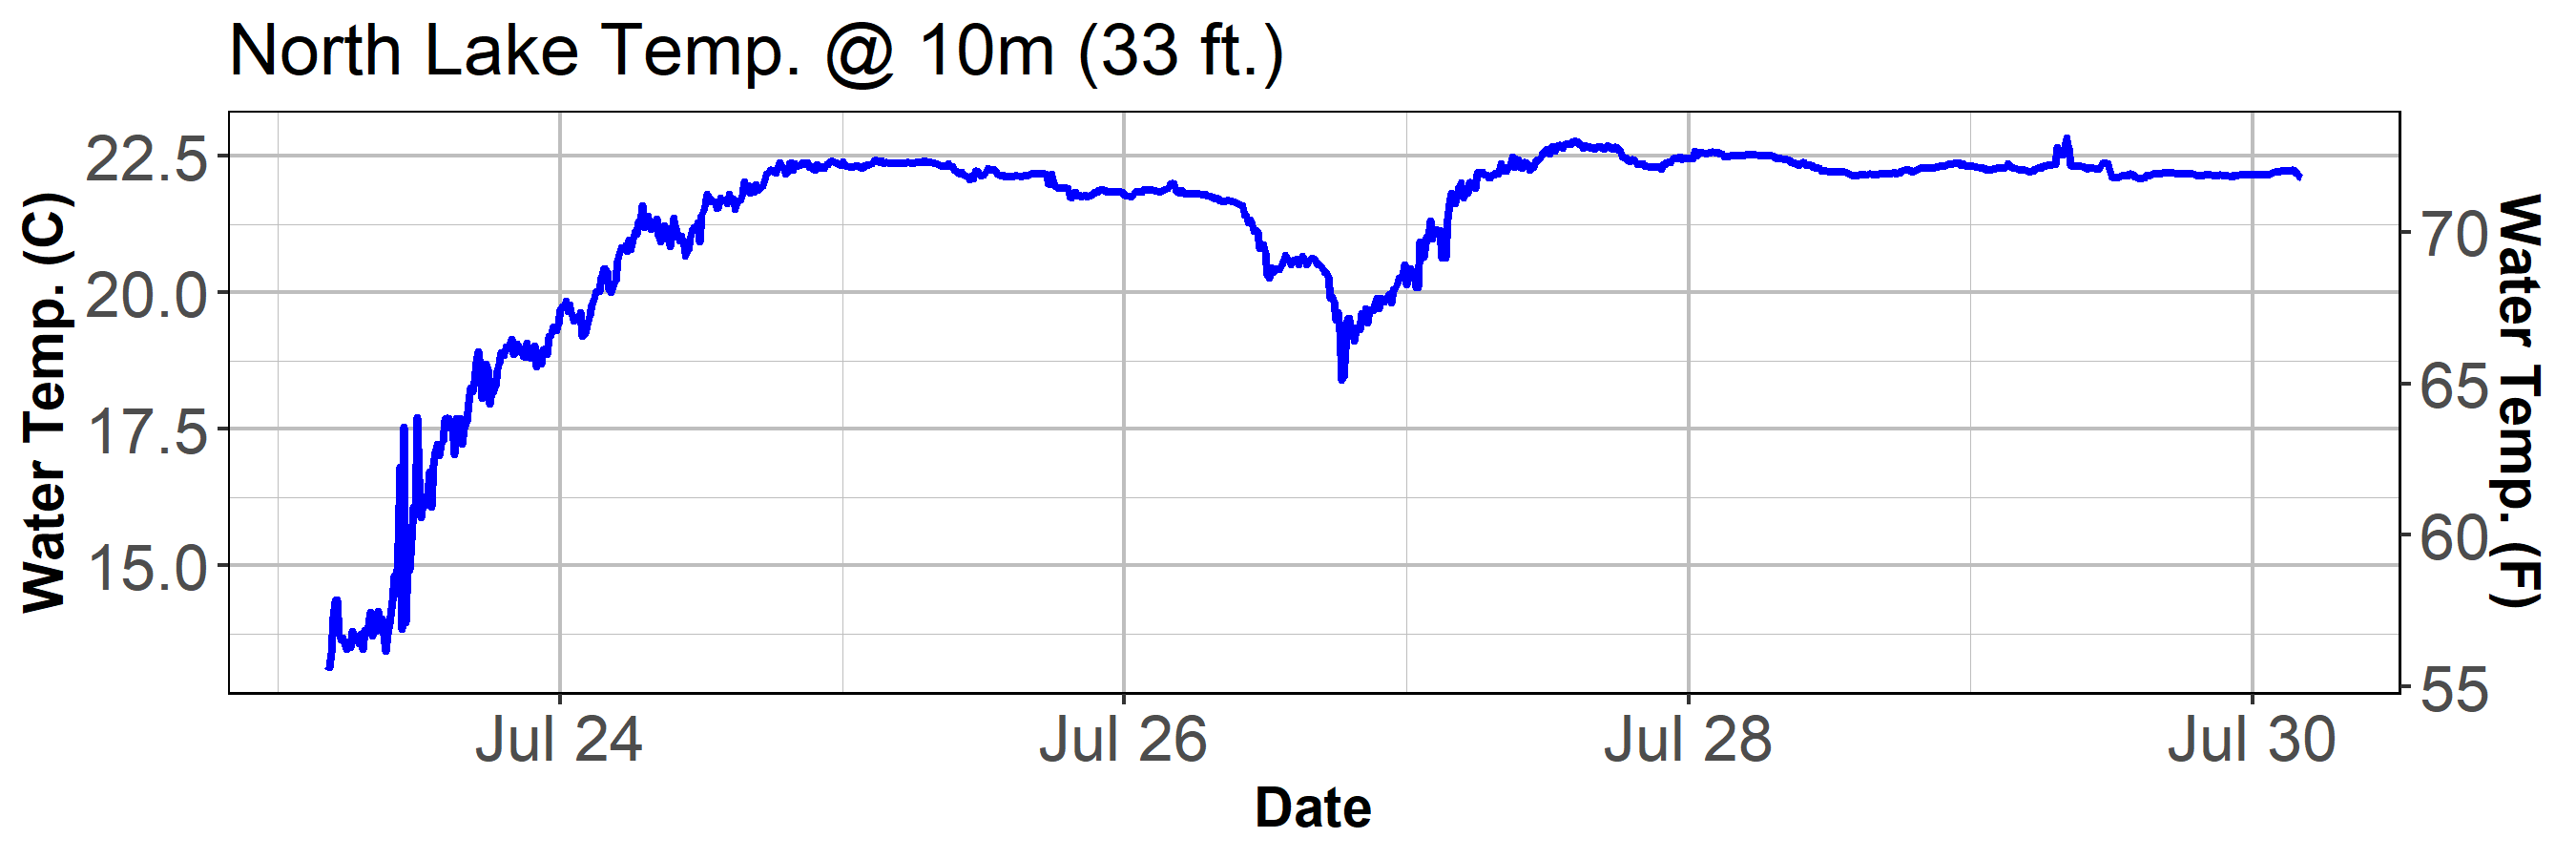 North Lake Temp. @ 10m (33 ft.)
Water Temp. (C)
22.5
20.0
17.5
15.0
70
65
60
55
Water Temp. (F)
Jul 24 Jul 26 Jul 28 Jul 30
Date